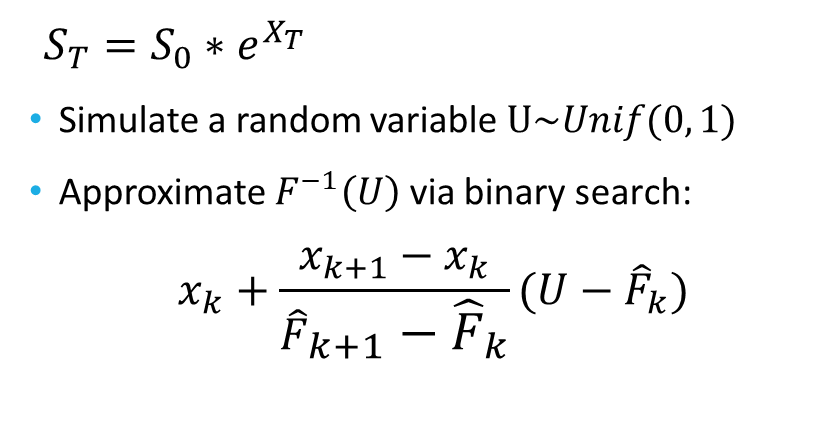 S_T = S_0 * e^{X_T}
• Simulate a random variable U~Unif(0, 1)
• Approximate F^{-1}(U) via binary search:
x_k + \frac{x_{k+1} - x_k}{\hat{F}_{k+1} - \hat{F}_k} (U - \hat{F}_k)